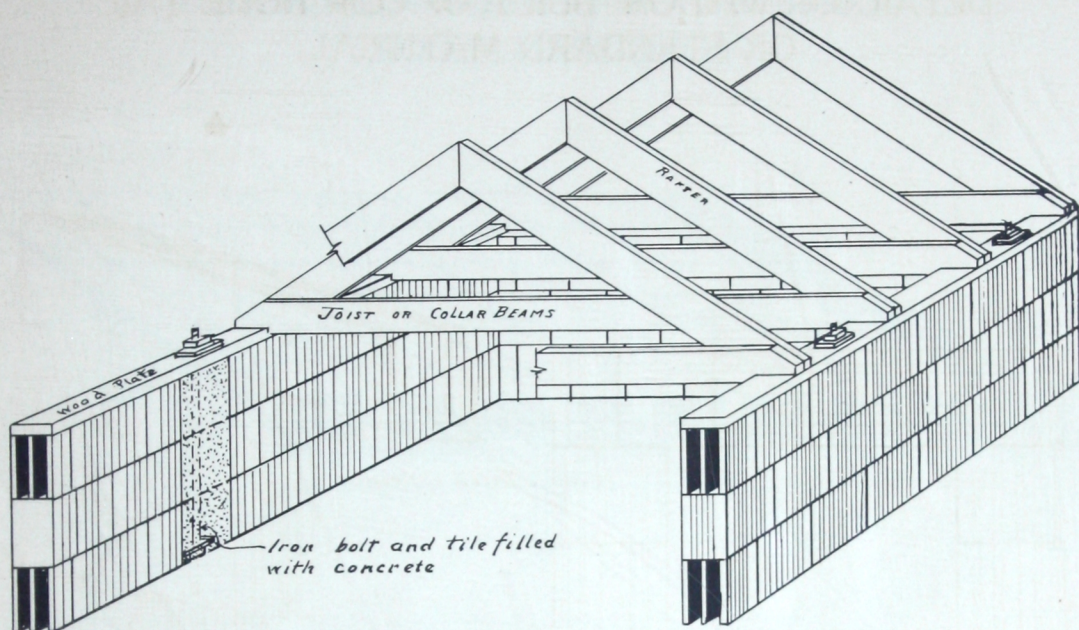 RAFTER
JOIST OR COLLAR BEAMS
Wood Plate
Iron bolt and tile filled
with concrete